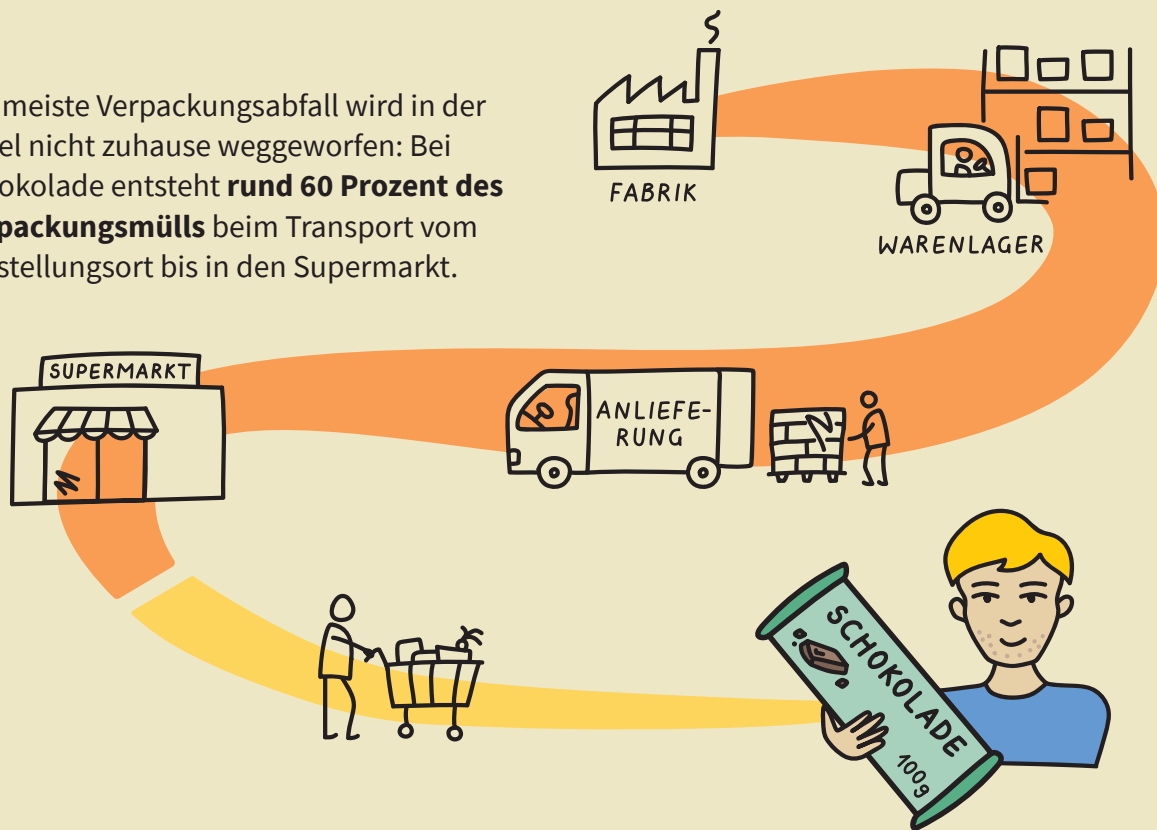 meiste Verpackungsabfall wird in der
el nicht zuhause weggeworfen: Bei
okolade entsteht rund 60 Prozent des
packungsmülls beim Transport vom
stellungsort bis in den Supermarkt.
FABRIK
WARENLAGER
SUPERMARKT
ANLIEFE-
RUNG
SCHOKOLADE
100g